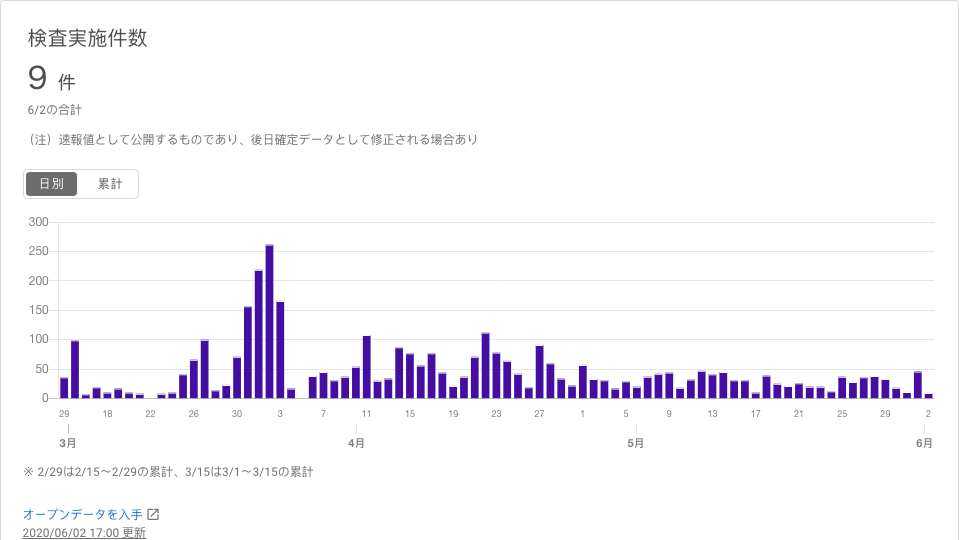 検査実施件数
9 件
6/2の合計
（注）速報値として公開するものであり、後日確定データとして修正される場合あり
日別 累計
300
250
200
150
100
50
0
29 18 22 26 30 3 7 11 15 19 23 27 1 5 9 13 17 21 25 29 2
3月 4月 5月 6月
※ 2/29は2/15～2/29の累計、3/15は3/1～3/15の累計
オープンデータを入手
2020/06/02 17:00 更新